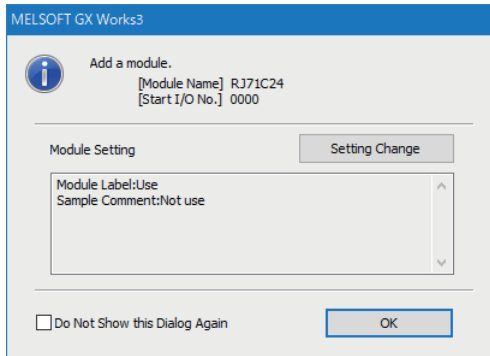 MELSOFT GX Works3
Add a module.
[Module Name] RJ71C24
[Start I/O No.] 0000
Module Setting
Setting Change
Module Label:Use
Sample Comment:Not use
Do Not Show this Dialog Again
OK